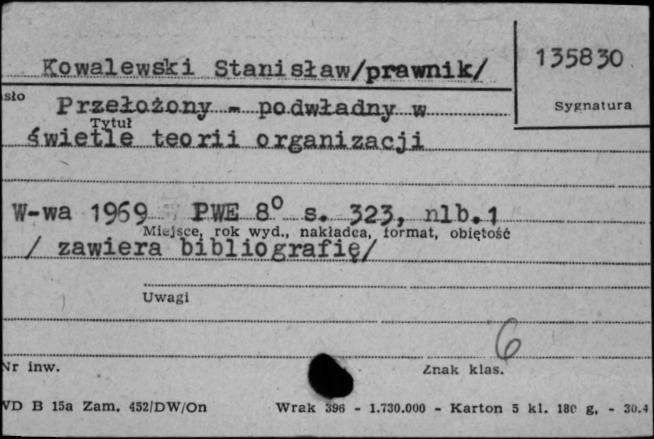 Kowalewski Stanisław/prawnik/
135830
sło
Sygnatura
Przełożony - podwładny w
Tytuł
świetle teorii organizacji
W-wa 1969 PWE 8° s. 323, nlb.1
Miejsce, rok wyd., nakładca, format, objętość
/ zawiera bibliografię/
Uwagi
6
Nr inw.
Znak klas.
WD B 15a Zam. 452/DW/On Wrak 396 - 1.730.000 - Karton 5 kl. 180 g. - 30.4